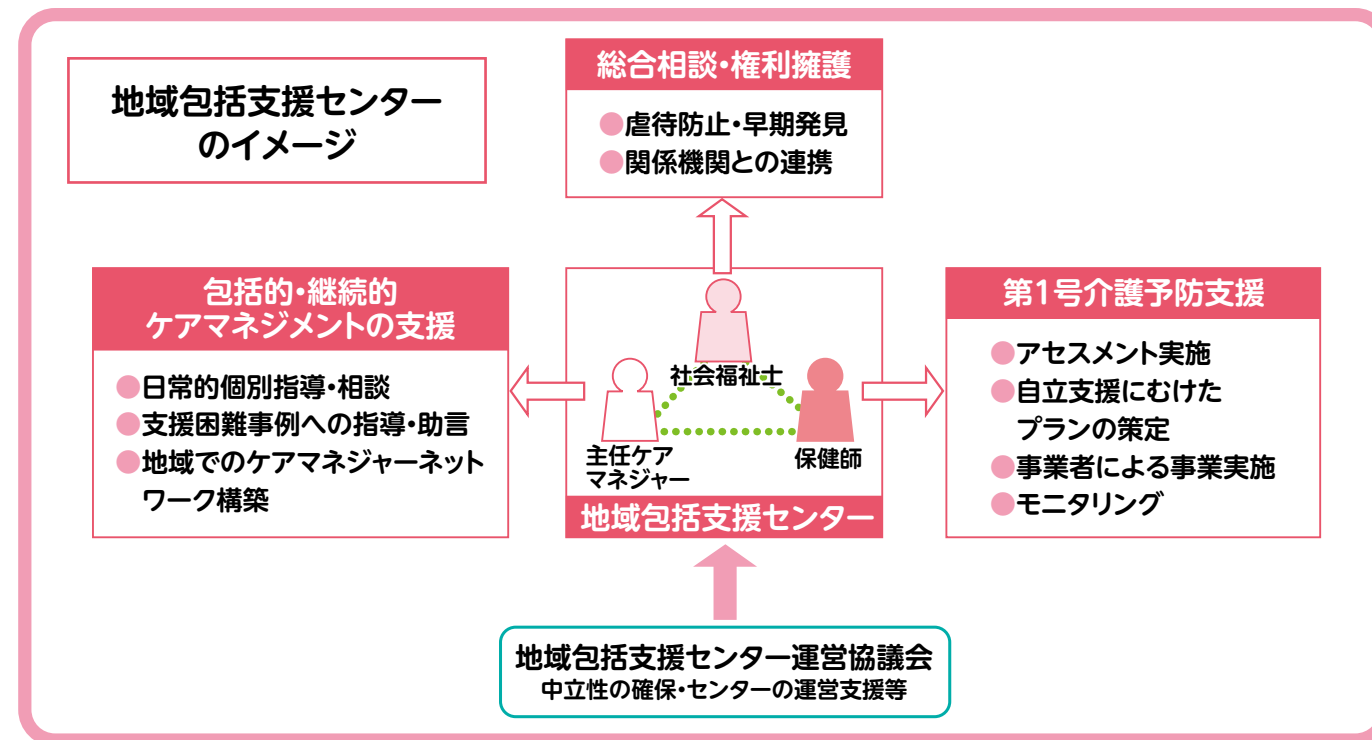 地域包括支援センター
のイメージ
総合相談・権利擁護
●虐待防止・早期発見
●関係機関との連携
包括的・継続的
ケアマネジメントの支援
●日常的個別指導・相談
●支援困難事例への指導・助言
●地域でのケアマネジャーネット
ワーク構築
社会福祉士
主任ケア
マネジャー
保健師
地域包括支援センター
第1号介護予防支援
●アセスメント実施
●自立支援にむけた
プランの策定
●事業者による事業実施
●モニタリング
地域包括支援センター運営協議会
中立性の確保・センターの運営支援等